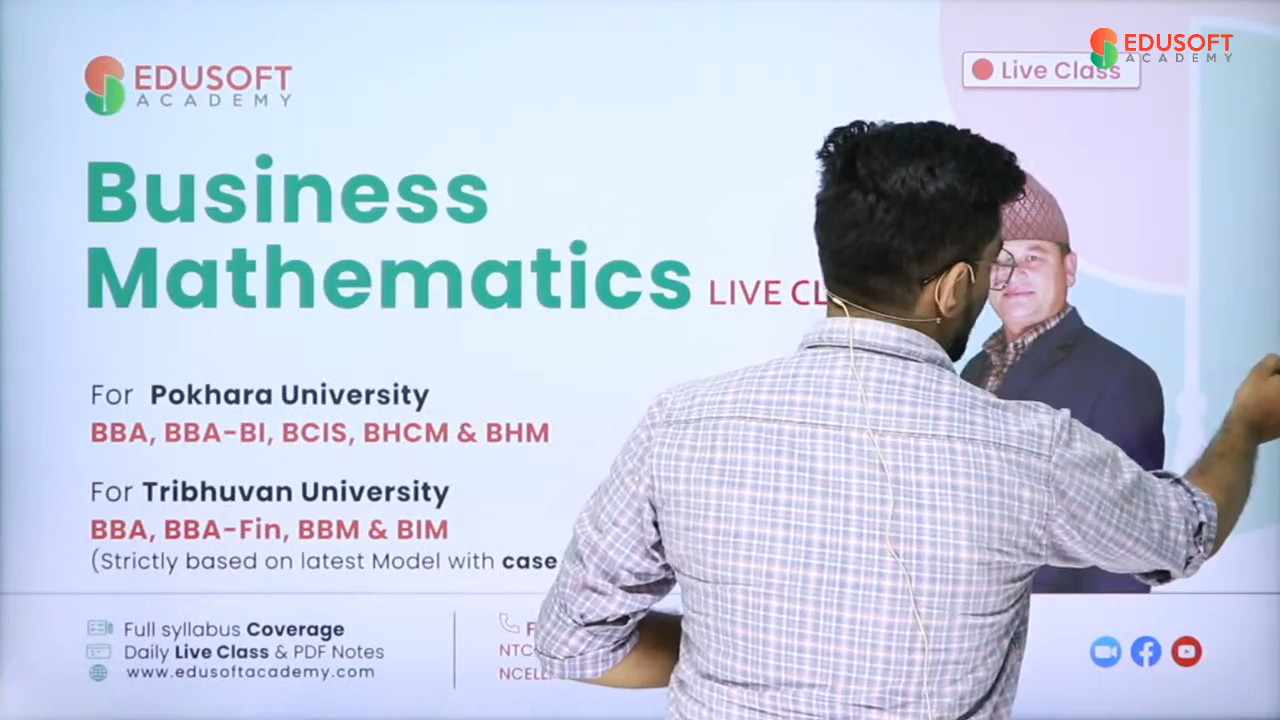 EDUSOFT
ACADEMY
Live Class
EDUSOFT
ACADEMY
Business
Mathematics LIVE
For Pokhara University
BBA, BBA-BI, BCIS, BHCM & BHM
For Tribhuvan University
BBA, BBA-Fin, BBM & BIM
(Strictly based on latest Model with case
Full syllabus Coverage
Daily Live Class & PDF Notes
www.edusoftacademy.com
NTC